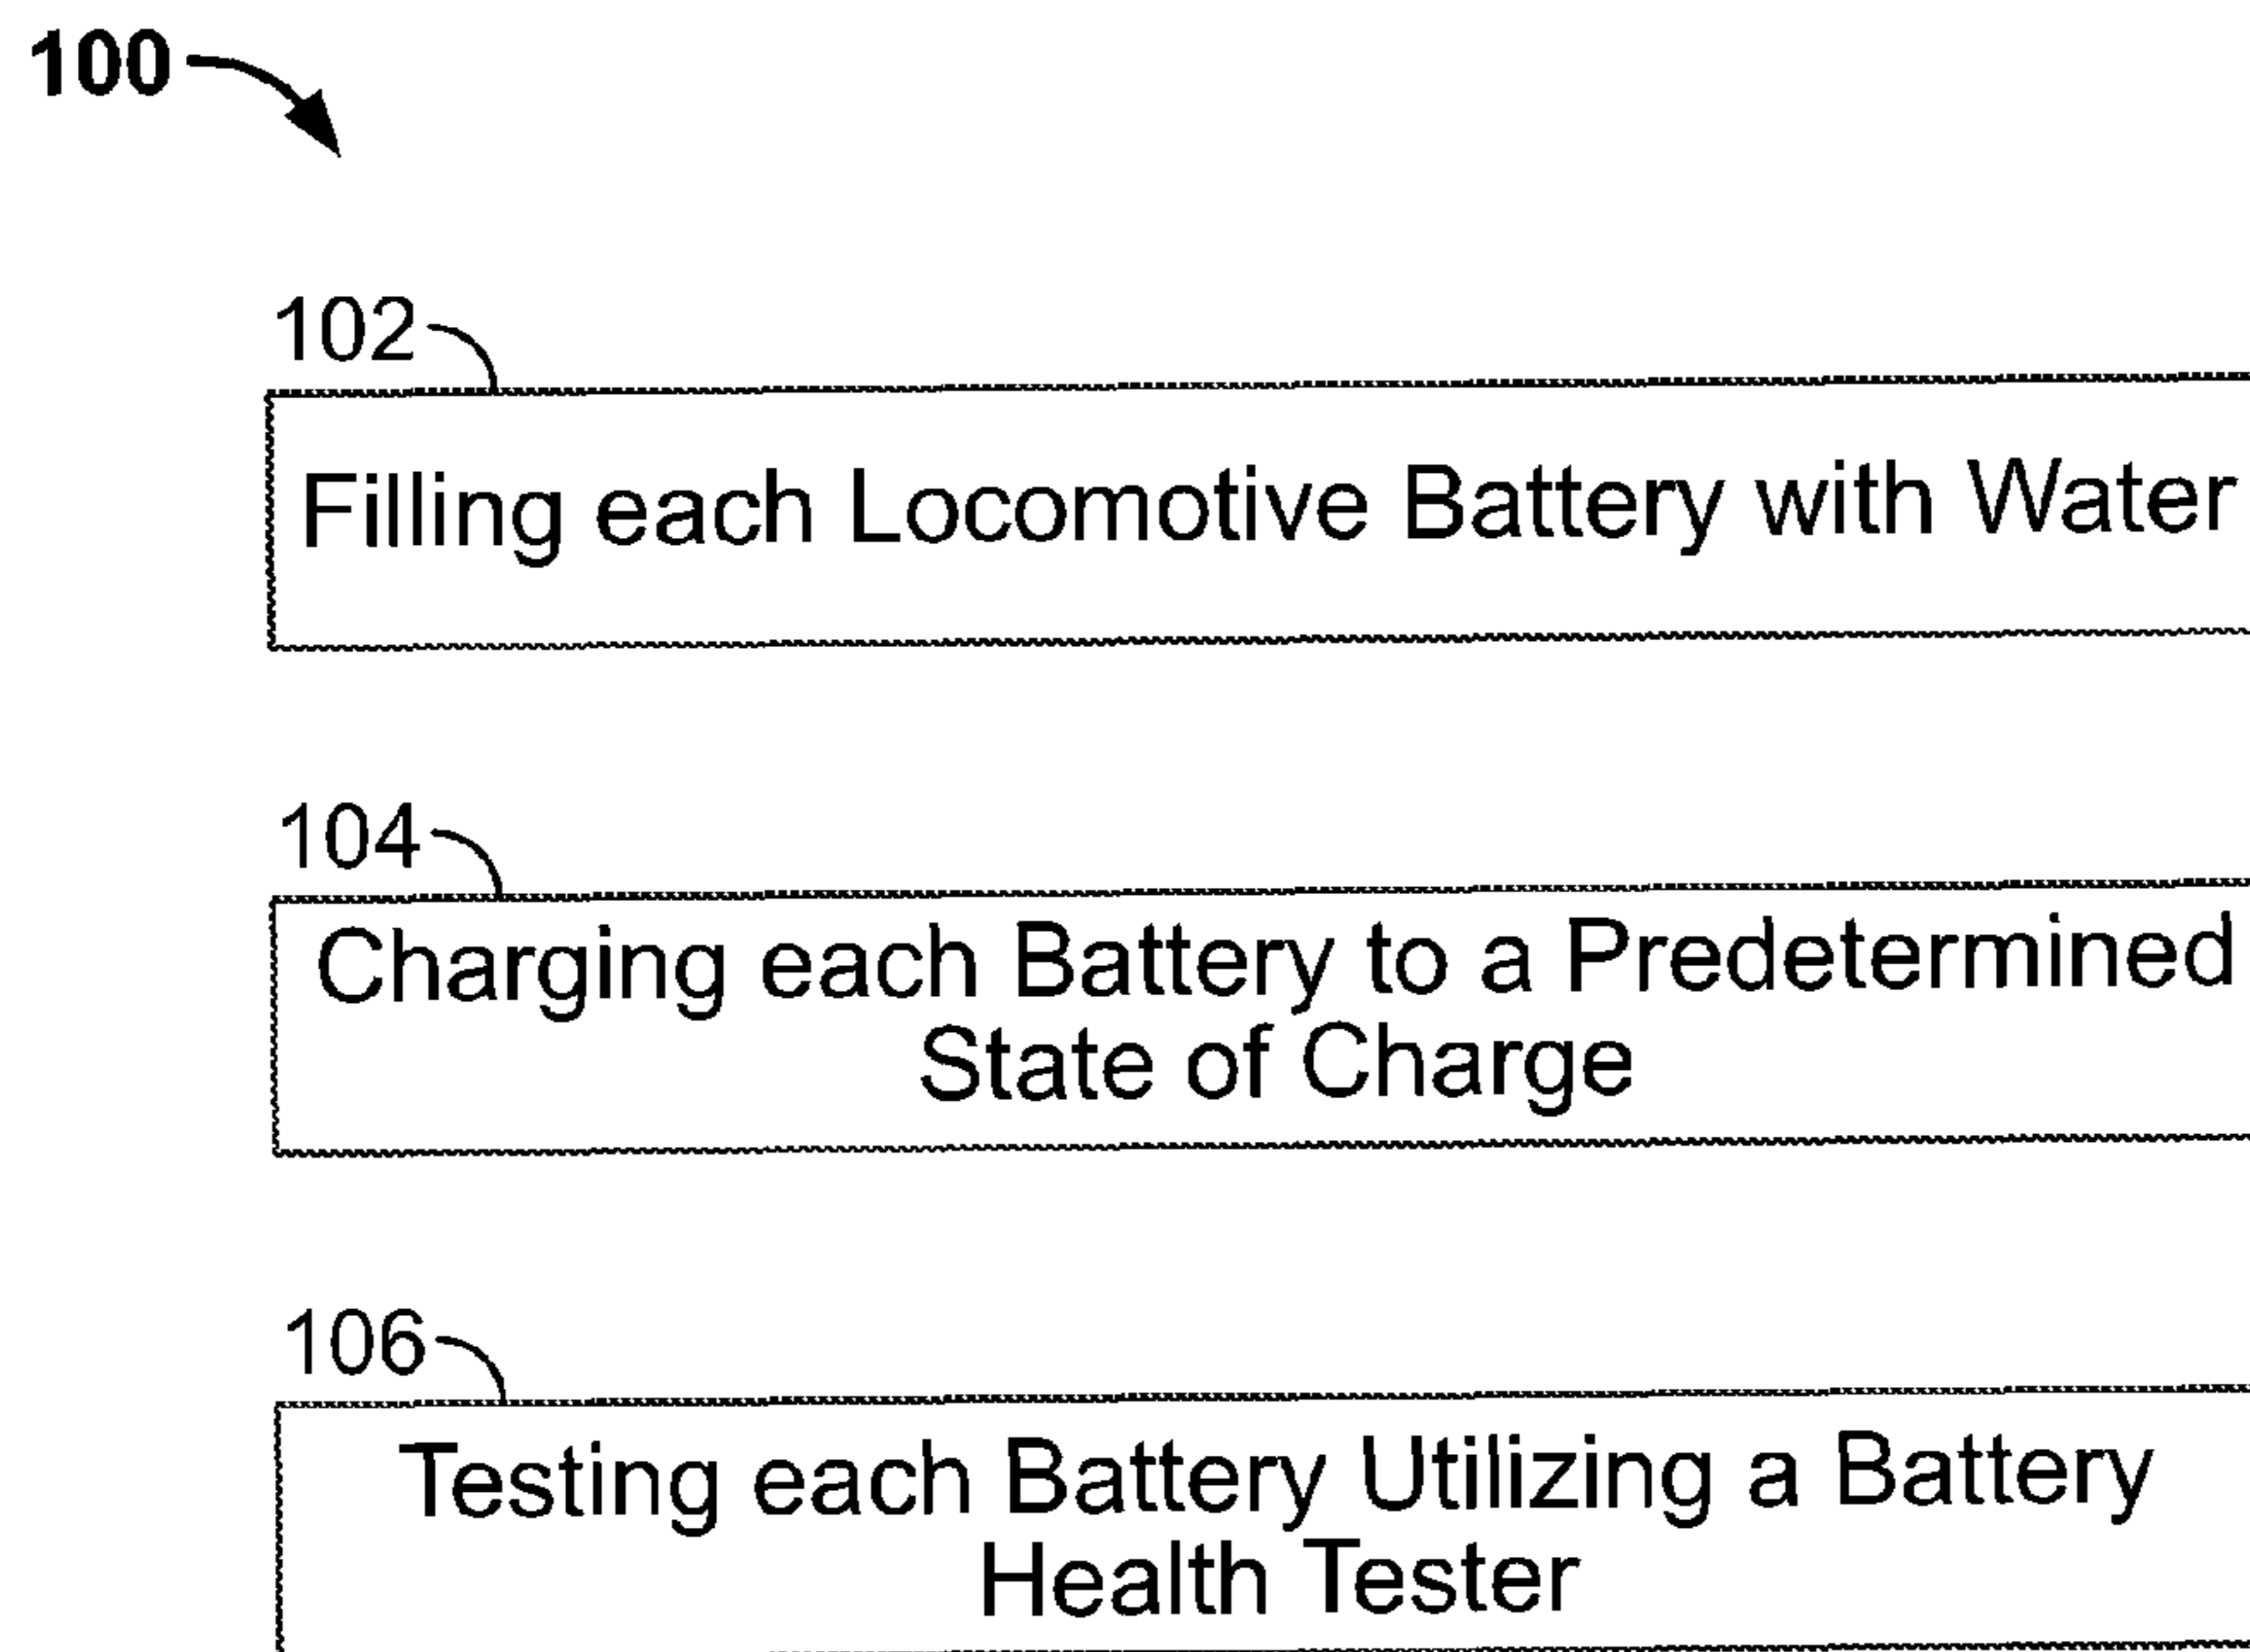 100
102
Filling each Locomotive Battery with Water
104
Charging each Battery to a Predetermined
State of Charge
106
Testing each Battery Utilizing a Battery
Health Tester